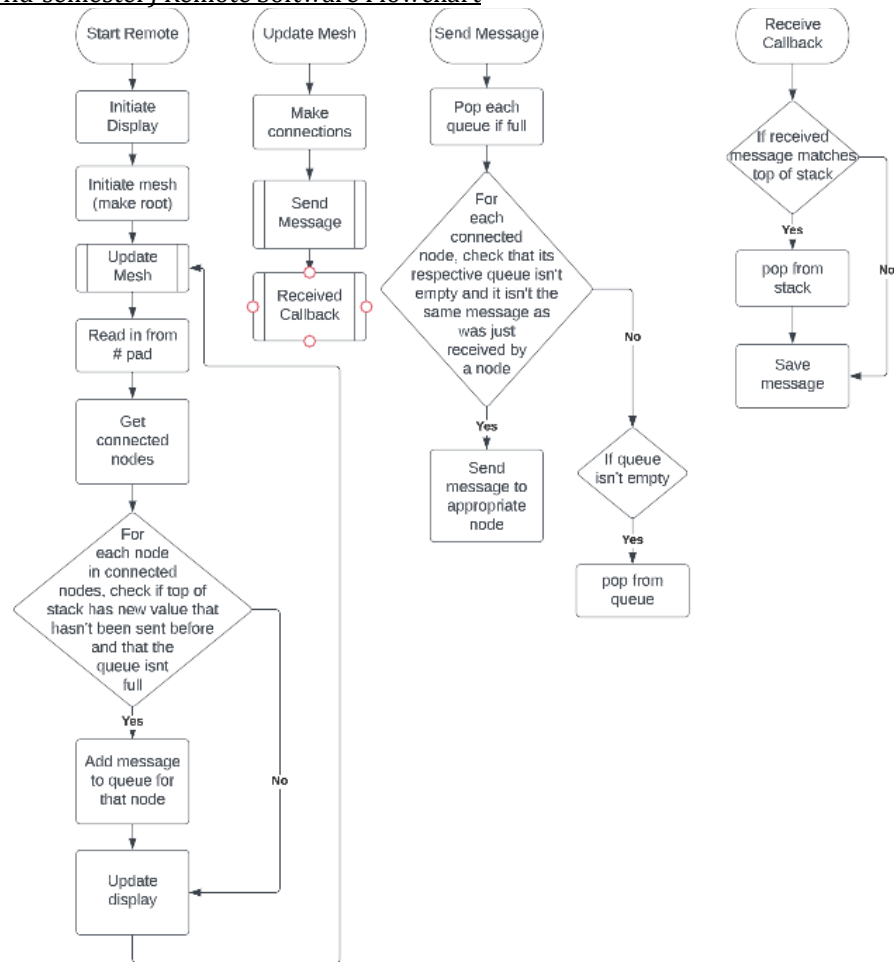 Remote Software Flowchart
Start Remote
Initiate
Display
Initiate mesh
(make root)
Update
Mesh
Read in from
# pad
Get
connected
nodes
For
each node
in connected
nodes, check if top of
stack has new value that
hasn't been sent before
and that the
queue isnt
full
Yes
No
Add message
to queue for
that node
Update
display
Update Mesh
Make
connections
Send
Message
Received
Callback
Send Message
Pop each
queue if full
For
each
connected
node, check that its
respective queue isn't
empty and it isn't the
same message as
was just
received by
a node
Yes
No
Send
message to
appropriate
node
If queue
isn't empty
Yes
pop from
queue
Receive
Callback
If received
message matches
top of stack
Yes
No
pop from
stack
Save
message